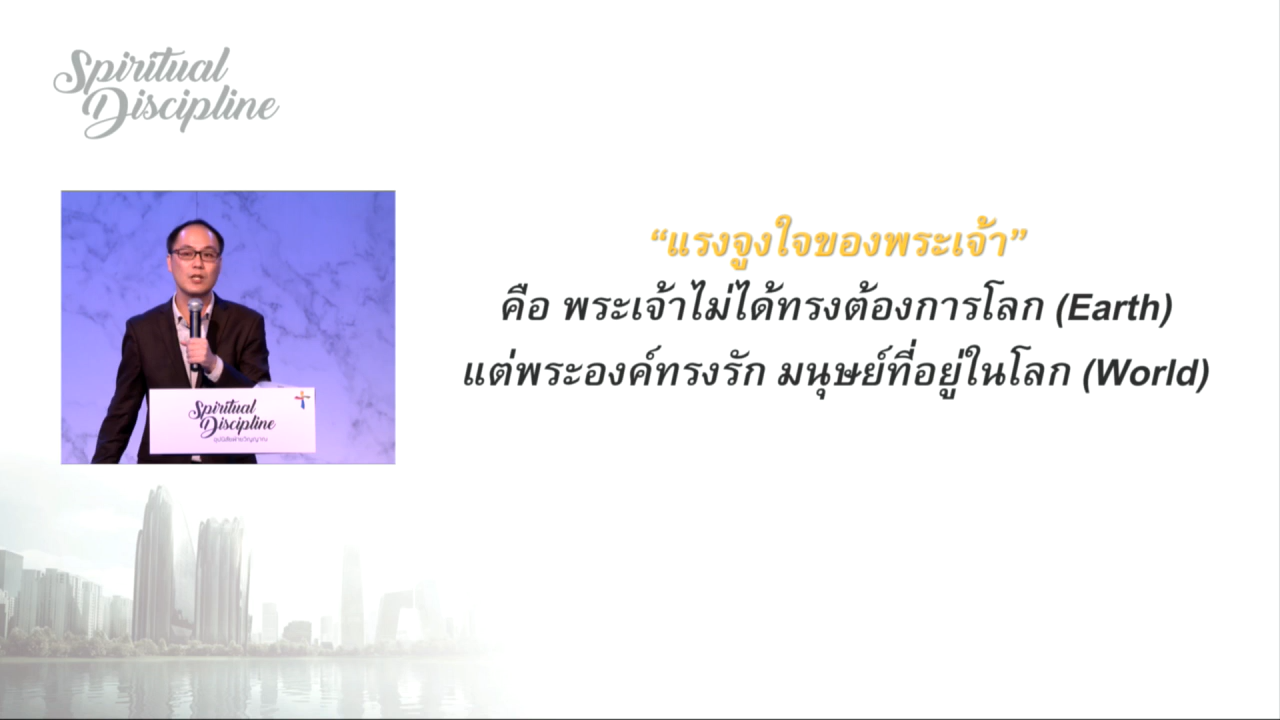 Spiritual
Discipline
“แรงจูงใจของพระเจ้า”
คือ พระเจ้าไม่ได้ทรงต้องการโลก (Earth)
แต่พระองค์ทรงรัก มนุษย์ที่อยู่ในโลก (World)
Spiritual
Discipline